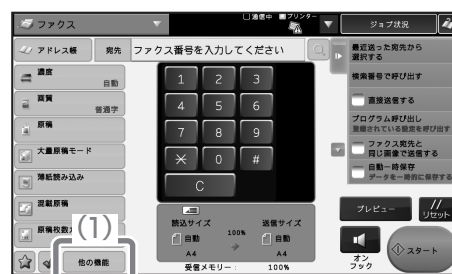 ファクス
通信中 プリンター
ジョブ状況
アドレス帳 宛先 ファクス番号を入力してください
濃度
自動
画質
普通字
原稿
大量原稿モード
薄紙読み込み
混載原稿
原稿枚数
(1)
他の機能
1 2 3
4 5 6
7 8 9
0 #
C
読込サイズ 100% 送信サイズ
自動 自動
A4 A4
受信メモリー： 100%
最近送った宛先から
選択する
検索番号で呼び出す
直接送信する
プログラム呼び出し
登録されている設定を呼び出す
ファクス宛先と
同じ画像で送信する
自動一時保存
データを一時的に保存する
プレビュー
リセット
オン
フック
スタート